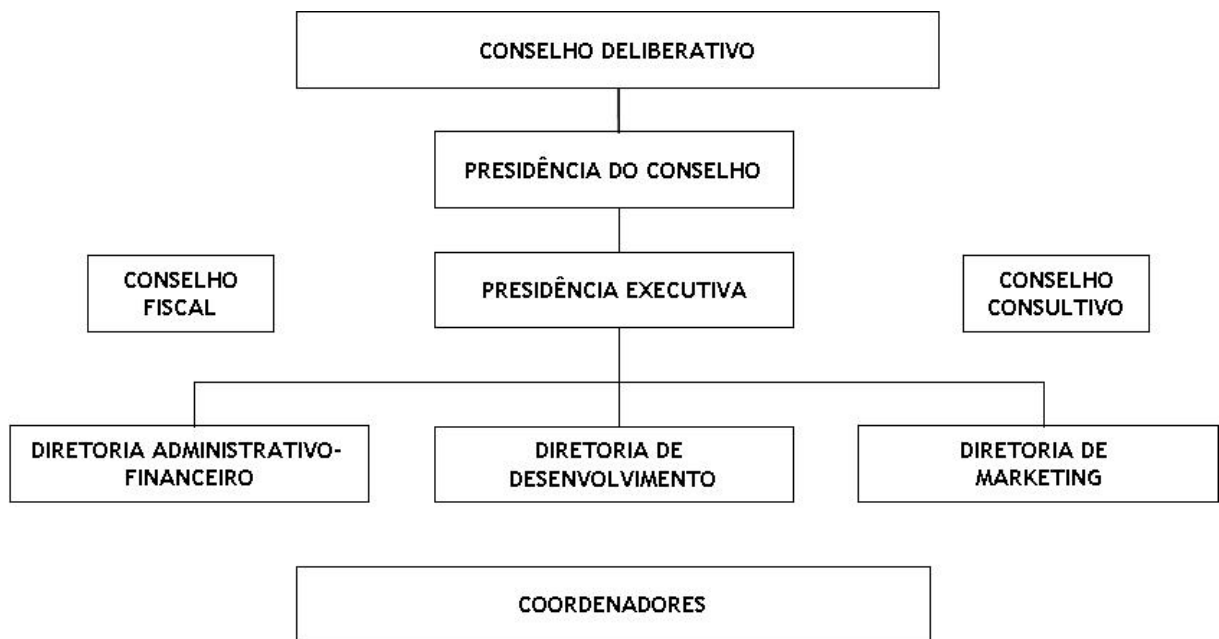 CONSELHO DELIBERATIVO
PRESIDÊNCIA DO CONSELHO
CONSELHO
FISCAL
PRESIDÊNCIA EXECUTIVA
CONSELHO
CONSULTIVO
DIRETORIA ADMINISTRATIVO-
FINANCEIRO
DIRETORIA DE
DESENVOLVIMENTO
DIRETORIA DE
MARKETING
COORDENADORES